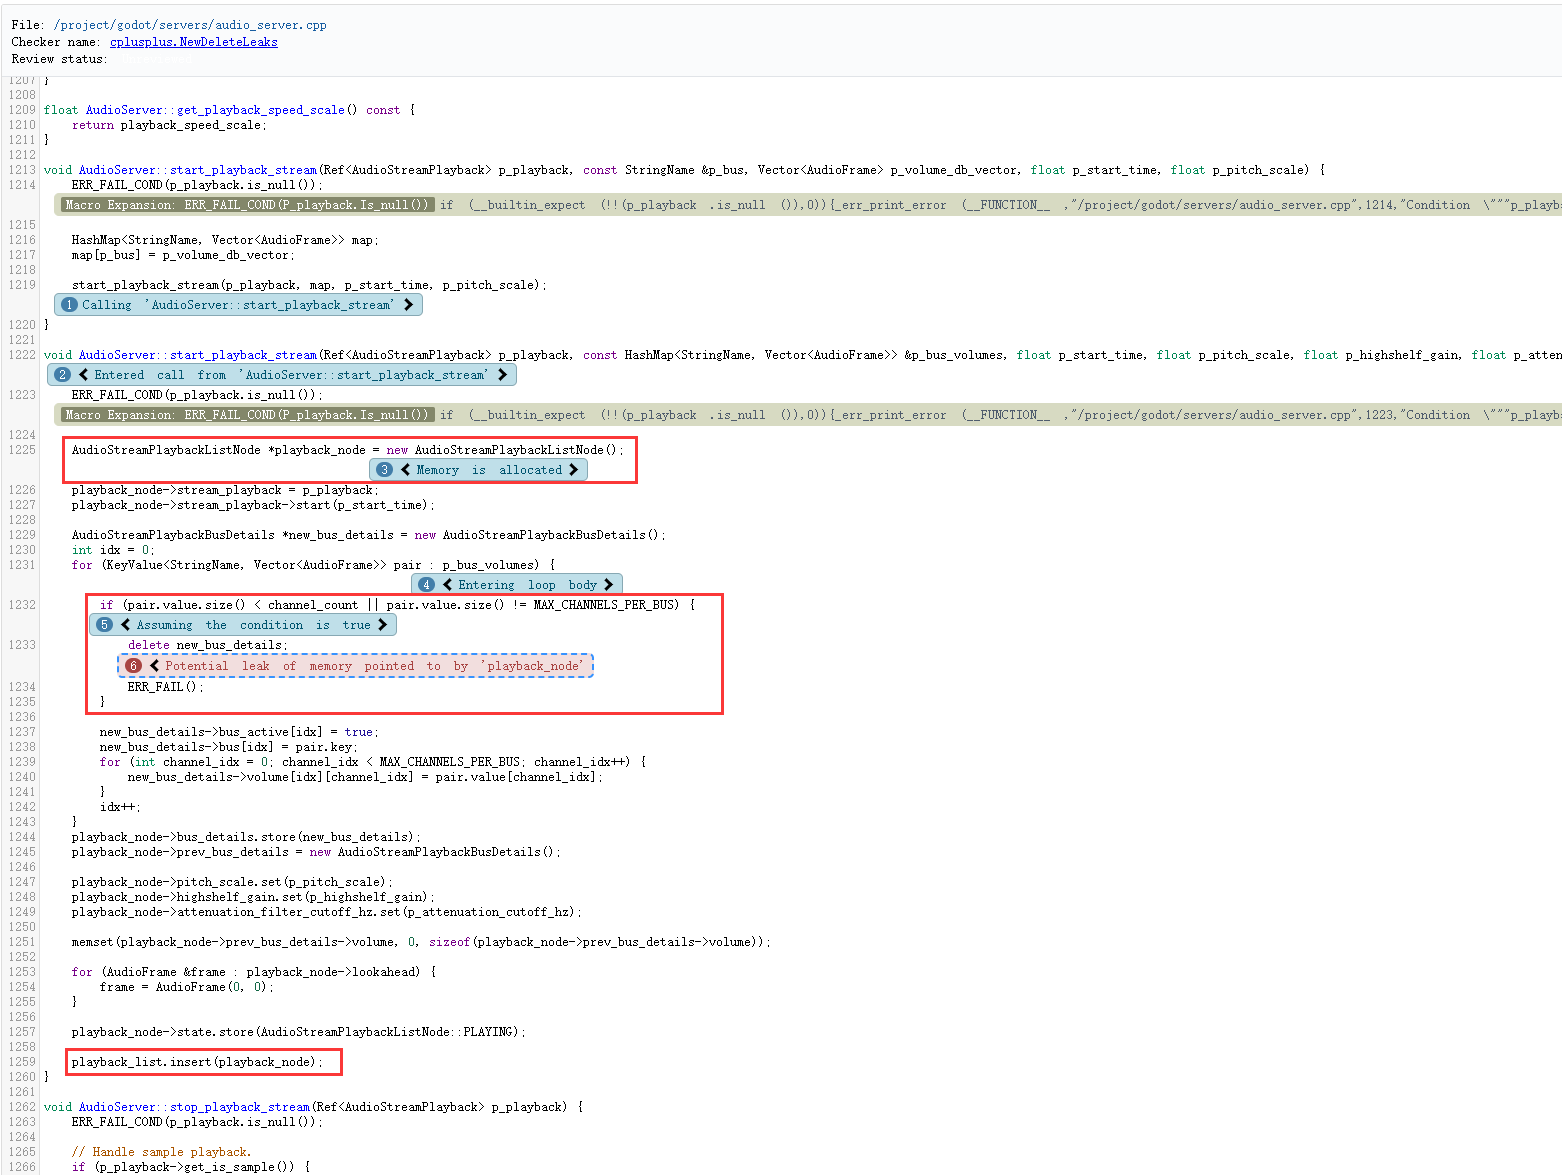 File: /project/godot/servers/audio_server.cpp
Checker name: cplusplus.NewDeleteLeaks
Review status:
1207 }
1208
1209 float AudioServer::get_playback_speed_scale() const {
1210 return playback_speed_scale;
1211 }
1212
1213 void AudioServer::start_playback_stream(Ref<AudioStreamPlayback> p_playback, const StringName &p_bus, Vector<AudioFrame> p_volume_db_vector, float p_start_time, float p_pitch_scale) {
1214 ERR_FAIL_COND(p_playback.is_null());
Macro Expansion: ERR_FAIL_COND(P_playback.Is_null()) if (__builtin_expect (!!(p_playback .is_null ()),0)){_err_print_error (__FUNCTION__ ,"/project/godot/servers/audio_server.cpp",1214,"Condition \"""p_playb
1215
1216 HashMap<StringName, Vector<AudioFrame>> map;
1217 map[p_bus] = p_volume_db_vector;
1218
1219 start_playback_stream(p_playback, map, p_start_time, p_pitch_scale);
1 Calling 'AudioServer::start_playback_stream' >
1220 }
1221
1222 void AudioServer::start_playback_stream(Ref<AudioStreamPlayback> p_playback, const HashMap<StringName, Vector<AudioFrame>> &p_bus_volumes, float p_start_time, float p_pitch_scale, float p_highshelf_gain, float p_atten
2 < Entered call from 'AudioServer::start_playback_stream' >
1223 ERR_FAIL_COND(p_playback.is_null());
Macro Expansion: ERR_FAIL_COND(P_playback.Is_null()) if (__builtin_expect (!!(p_playback .is_null ()),0)){_err_print_error (__FUNCTION__ ,"/project/godot/servers/audio_server.cpp",1223,"Condition \"""p_playb
1224
1225 AudioStreamPlaybackListNode *playback_node = new AudioStreamPlaybackListNode();
3 < Memory is allocated >
1226 playback_node->stream_playback = p_playback;
1227 playback_node->stream_playback->start(p_start_time);
1228
1229 AudioStreamPlaybackBusDetails *new_bus_details = new AudioStreamPlaybackBusDetails();
1230 int idx = 0;
1231 for (KeyValue<StringName, Vector<AudioFrame>> pair : p_bus_volumes) {
4 < Entering loop body >
1232 if (pair.value.size() < channel_count || pair.value.size() != MAX_CHANNELS_PER_BUS) {
5 < Assuming the condition is true >
1233 delete new_bus_details;
6 < Potential leak of memory pointed to by 'playback_node'
1234 ERR_FAIL();
1235 }
1236
1237 new_bus_details->bus_active[idx] = true;
1238 new_bus_details->bus[idx] = pair.key;
1239 for (int channel_idx = 0; channel_idx < MAX_CHANNELS_PER_BUS; channel_idx++) {
1240 new_bus_details->volume[idx][channel_idx] = pair.value[channel_idx];
1241 }
1242 idx++;
1243 }
1244 playback_node->bus_details.store(new_bus_details);
1245 playback_node->prev_bus_details = new AudioStreamPlaybackBusDetails();
1246
1247 playback_node->pitch_scale.set(p_pitch_scale);
1248 playback_node->highshelf_gain.set(p_highshelf_gain);
1249 playback_node->attenuation_filter_cutoff_hz.set(p_attenuation_cutoff_hz);
1250
1251 memset(playback_node->prev_bus_details->volume, 0, sizeof(playback_node->prev_bus_details->volume));
1252
1253 for (AudioFrame &frame : playback_node->lookahead) {
1254 frame = AudioFrame(0, 0);
1255 }
1256
1257 playback_node->state.store(AudioStreamPlaybackListNode::PLAYING);
1258
1259 playback_list.insert(playback_node);
1260 }
1261
1262 void AudioServer::stop_playback_stream(Ref<AudioStreamPlayback> p_playback) {
1263 ERR_FAIL_COND(p_playback.is_null());
1264
1265 // Handle sample playback.
1266 if (p_playback->get_is_sample()) {